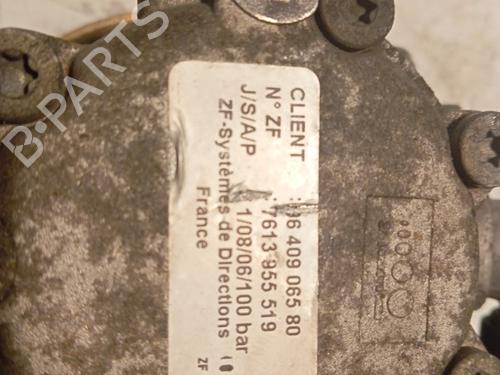 CLIENT : 96 409 065 80
N° ZF : 7613 955 519
J/S/A/P 1/08/06/100 bar
ZF-Systèmes de Directions
France
ZF
B-PARTS